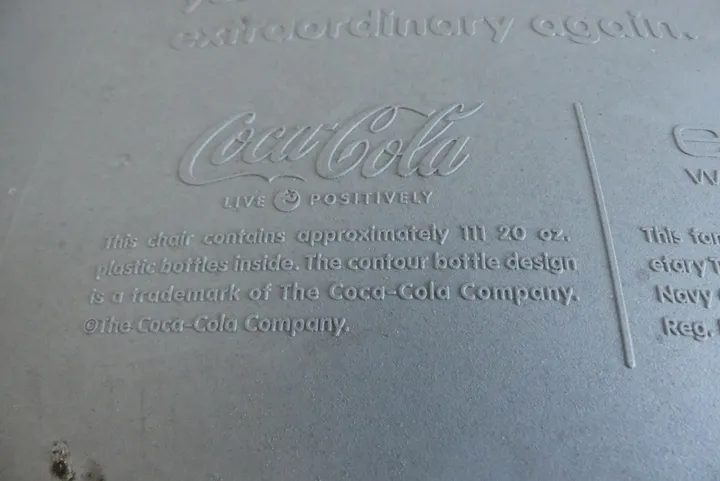 extraordinary again.
Coca-Cola
LIVE POSITIVELY
This chair contains approximately 111 20 oz.
plastic bottles inside. The contour bottle design
is a trademark of The Coca-Cola Company.
©The Coca-Cola Company.
This
etary
Navy
Reg.